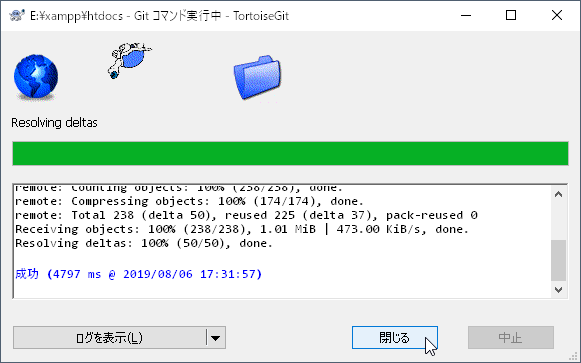 E:¥xampp¥htdocs - Git コマンド実行中 - TortoiseGit
Resolving deltas
remote: Counting objects: 100% (238/238), done.
remote: Compressing objects: 100% (174/174), done.
remote: Total 238 (delta 50), reused 225 (delta 37), pack-reused 0
Receiving objects: 100% (238/238), 1.01 MiB | 473.00 KiB/s, done.
Resolving deltas: 100% (50/50), done.
成功 (4797 ms @ 2019/08/06 17:31:57)
ログを表示(L)
閉じる
中止